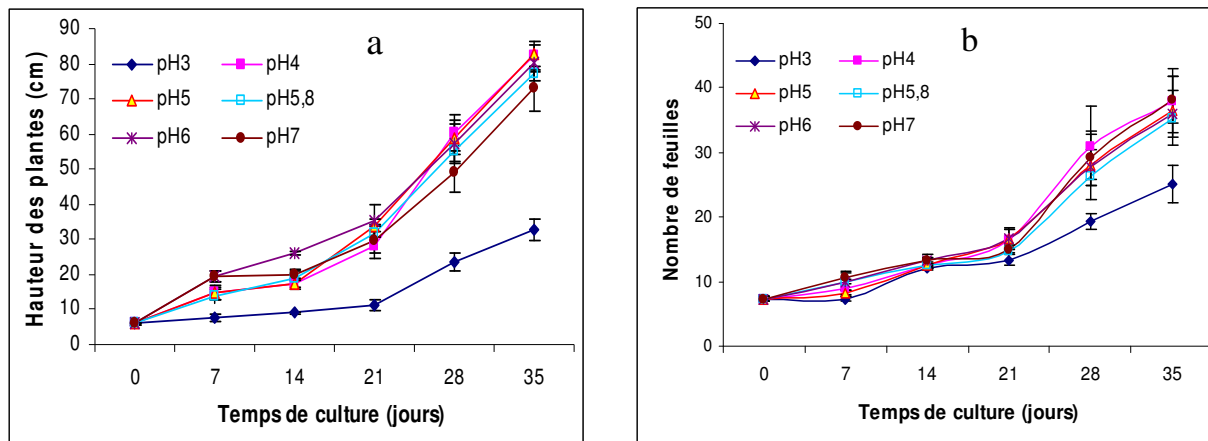 a
90
80
70
60
50
40
30
20
10
0
Hauteur des plantes (cm)
pH3 pH4
pH5 pH5,8
pH6 pH7
0 7 14 21 28 35
Temps de culture (jours)
b
50
40
30
20
10
0
Nombre de feuilles
pH3 pH4
pH5 pH5,8
pH6 pH7
0 7 14 21 28 35
Temps de culture (jours)